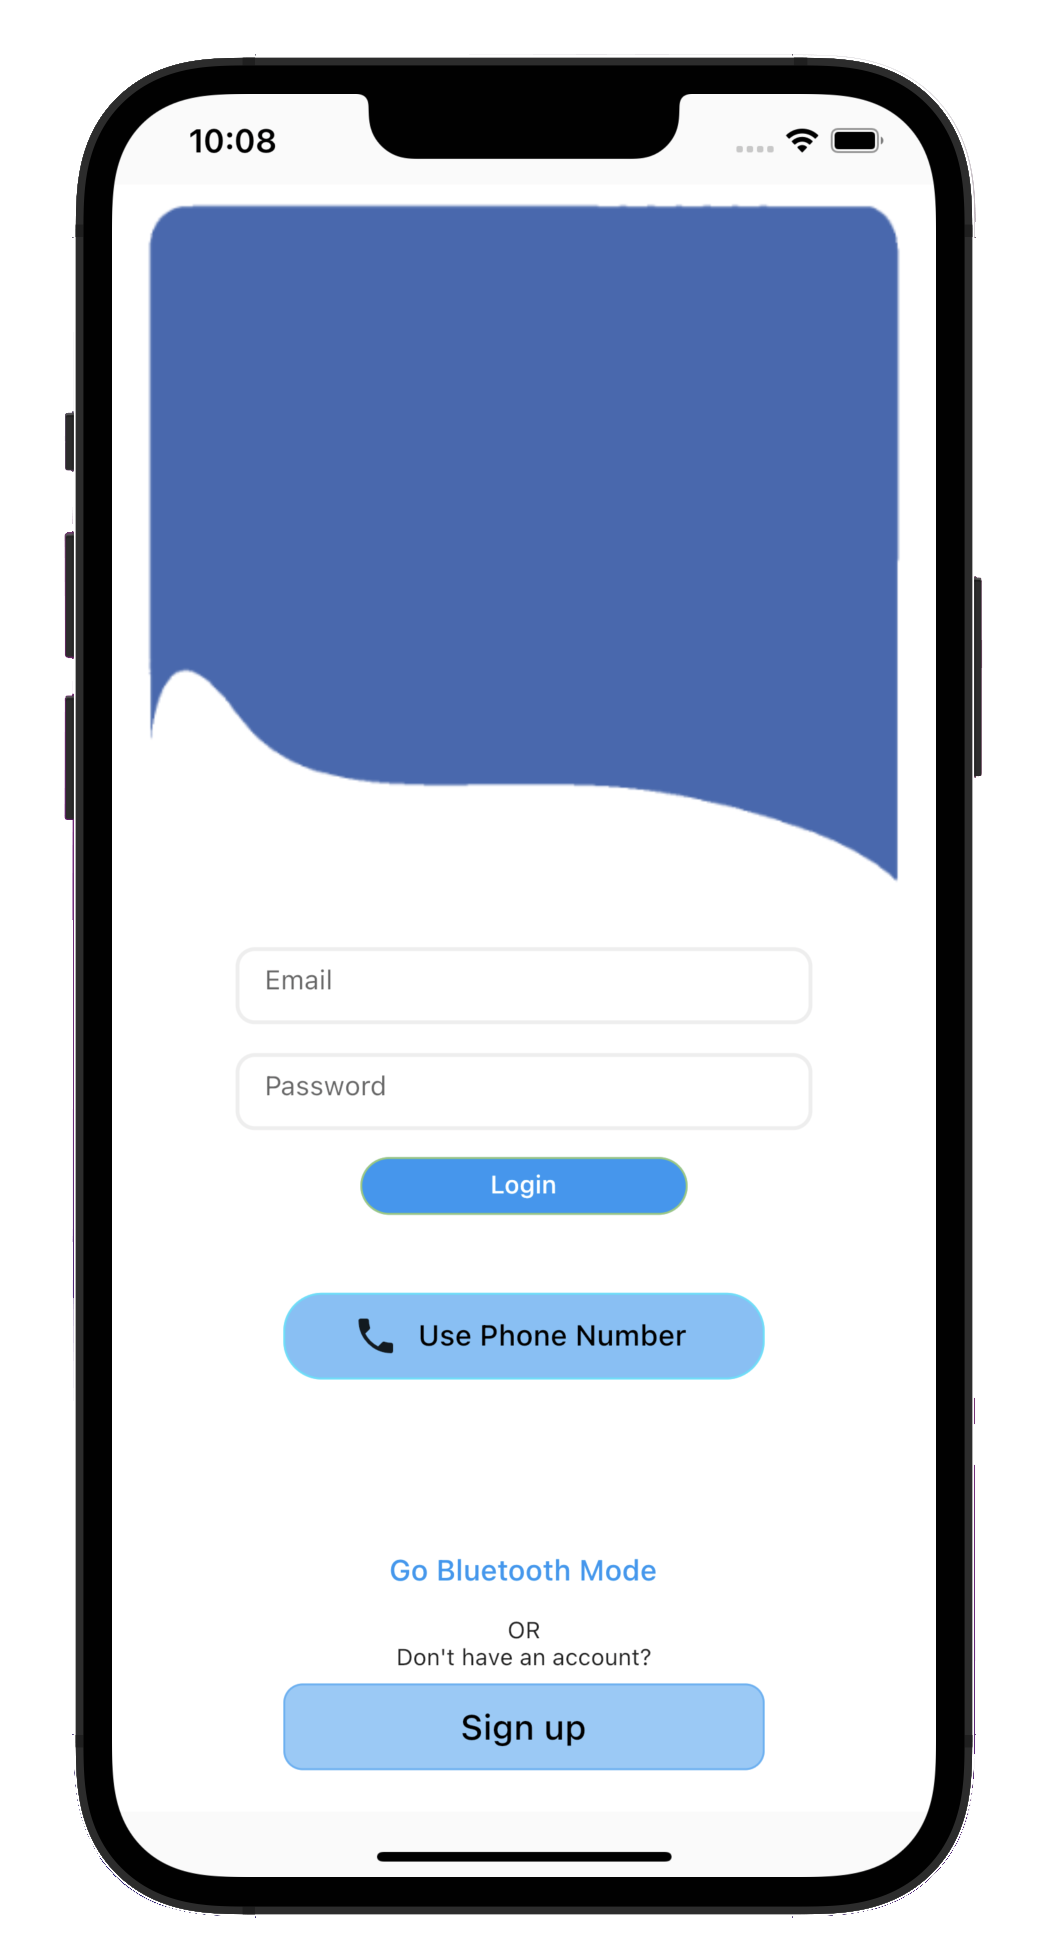 10:08
Email
Password
Login
Use Phone Number
Go Bluetooth Mode
OR
Don't have an account?
Sign up